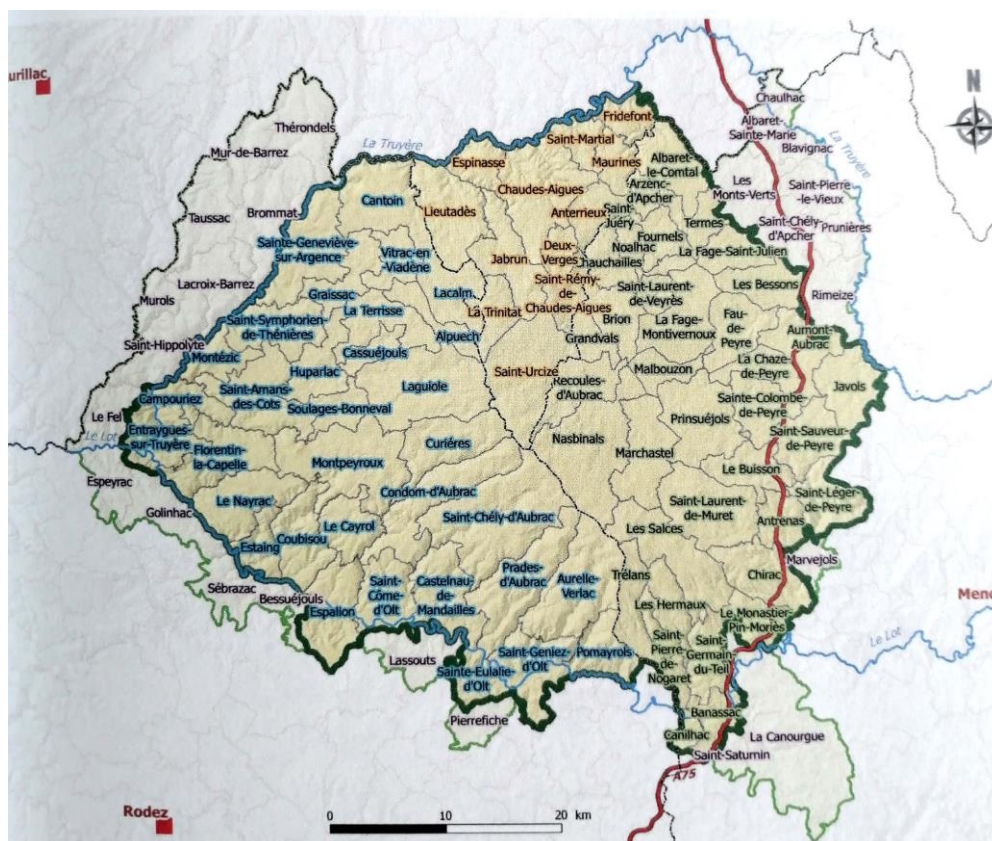 urillac
N
Chaulhac
Thérondels
Albaret-
Sainte-Marie
Blavignac
La Truyère
Fridefont
Saint-Martial
La Truyère
Mur-de-Barrez
Espinasse
Maurines
Albaret-
le-Comtal
Arzenc-
d'Apcher
Les
Monts-Verts
Saint-Pierre
-le-Vieux
Chaudes-Aigues
Cantoin
Taussac
Brommat
Lieutadès
Anterrieux
Saint-
Juéry
Termes
Saint-Chély-
d'Apcher
Prunières
Sainte-Geneviève-
sur-Argence
Vitrac-en
-Viadène
Jabrun
Deux-
Verges
Fournels
Noalhac
Chauchailles
La Fage-Saint-Julien
Lacroix-Barrez
Graissac
Lacalm
Saint-Rémy-
de-
Chaudes-Aigues
Saint-Laurent-
de-Veyrès
Les Bessons
Rimeize
Murols
La Terrisse
La Trinitat
Saint-Symphorien-
de-Thénières
Brion
La Fage-
Montivernoux
Fau-
de-
Peyre
Aumont-
Aubrac
Saint-Hippolyte
Alpuech
Grandvals
Montézic
Cassuéjouls
La Chaze-
de-Peyre
Huparlac
Saint-Urcize
Malbouzon
Javols
Campouriez
Saint-Amans-
des-Cots
Laguiole
Recoules-
d'Aubrac
Sainte-Colombe-
de-Peyre
Le Fel
Soulages-Bonneval
Prinsuéjols
Entraygues-
sur-Truyère
Le Lot
Florentin-
la-Capelle
Curiéres
Nasbinals
Saint-Sauveur-
de-Peyre
Marchastel
Montpeyroux
Espeyrac
Le Buisson
Condom-d'Aubrac
Le Nayrac
Saint-Laurent-
de-Muret
Saint-Léger-
de-Peyre
Golinhac
Saint-Chély-d'Aubrac
Le Cayrol
Les Salces
Antrenas
Coubisou
Estaing
Marvejols
Sébrazac
Saint-
Côme-
d'Olt
Castelnau-
de-
Mandailles
Prades-
d'Aubrac
Aurelle-
Verlac
Trélans
Chirac
Mend
Bessuéjouls
Espalion
Les Hermaux
Le Monastier-
Pin-Moriès
Le Lot
Saint-
Pierre-
de-
Nogaret
Saint-
Germain-
du-Teil
Lassouts
Saint-Geniez-
d'Olt
Pomayrols
Sainte-Eulalie-
d'Olt
Banassac
Pierrefiche
Canilhac
La Canourgue
Saint-Saturnin
A75
Rodez
0 10 20 km